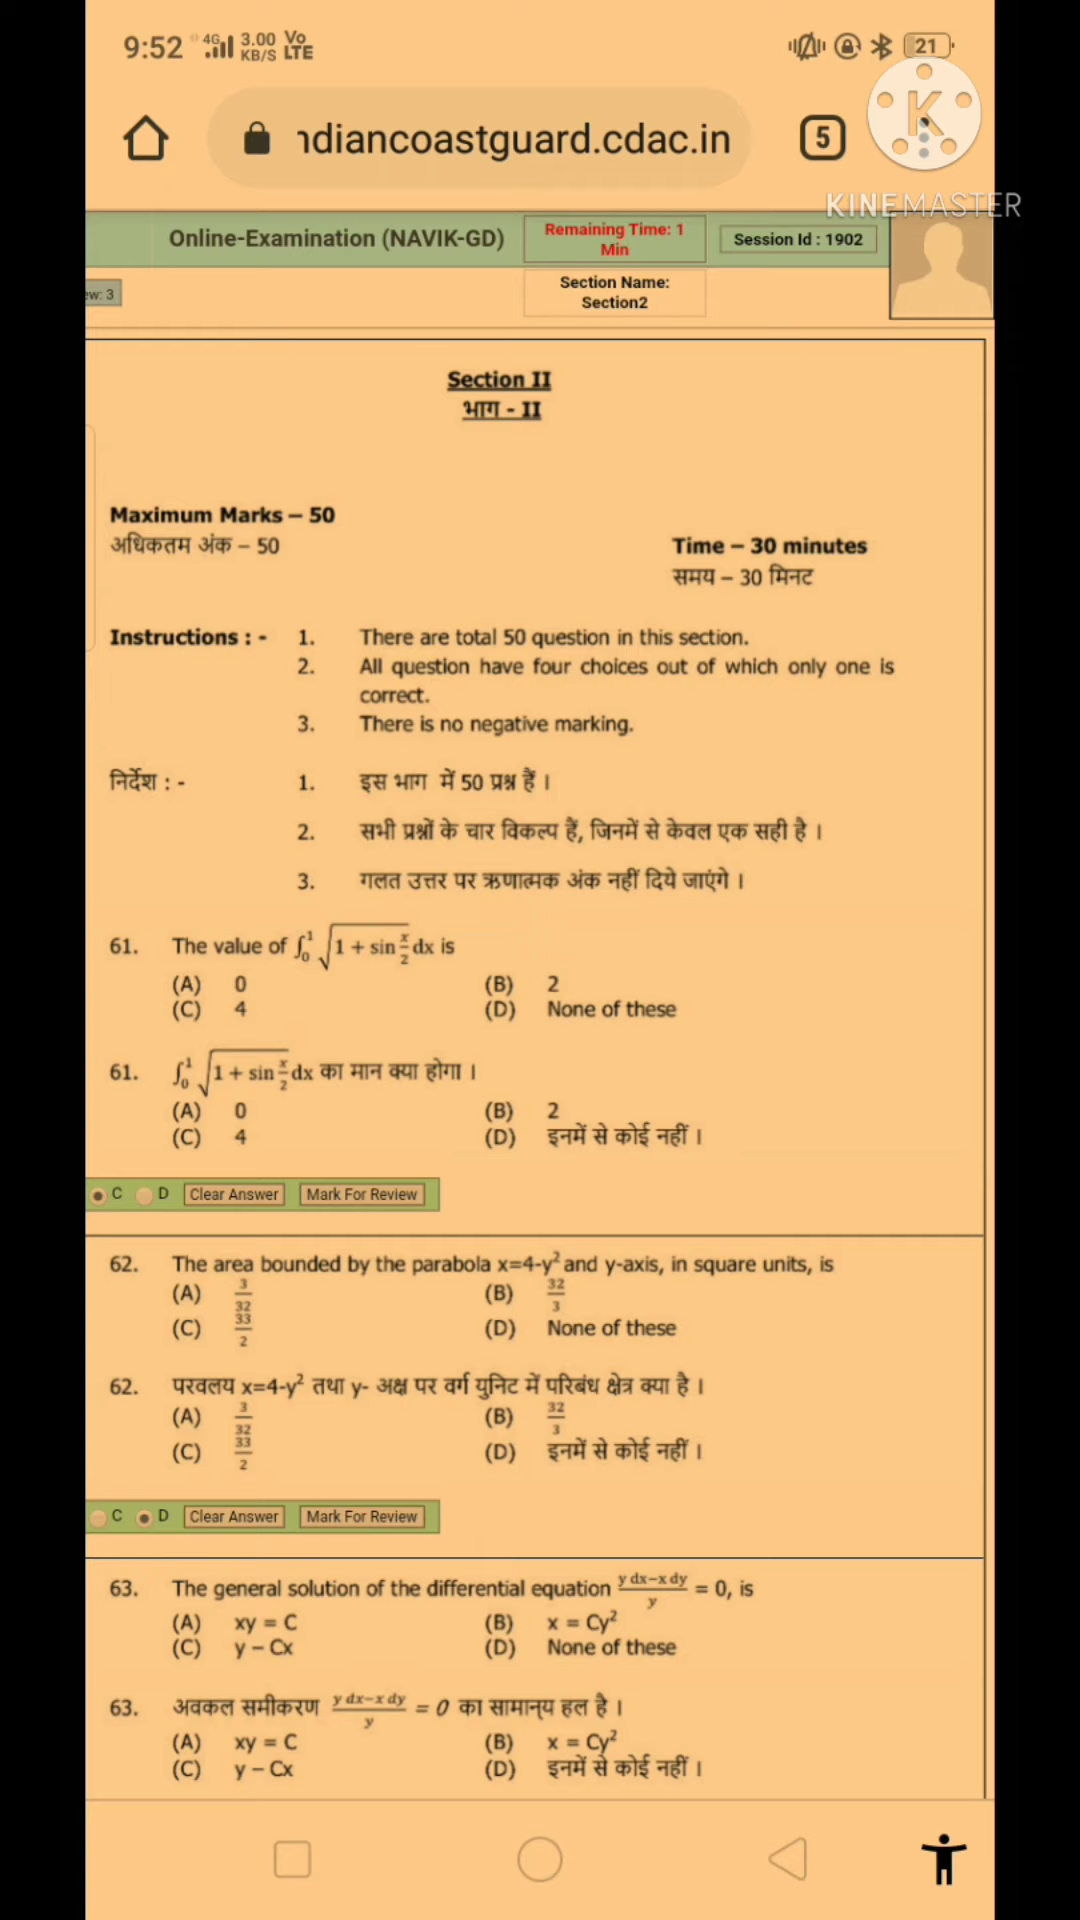 9:52 4G 3.00 KB/S Vo LTE 21
ndiancoastguard.cdac.in 5
K
KINEMASTER
Online-Examination (NAVIK-GD) Remaining Time: 1 Min Session Id : 1902
ew: 3 Section Name: Section2
Section II
भाग - II
Maximum Marks – 50
अधिकतम अंक – 50
Time – 30 minutes
समय – 30 मिनट
Instructions : - 1. There are total 50 question in this section.
2. All question have four choices out of which only one is
correct.
3. There is no negative marking.
निर्देश : - 1. इस भाग में 50 प्रश्न हैं ।
2. सभी प्रश्नों के चार विकल्प हैं, जिनमें से केवल एक सही है ।
3. गलत उत्तर पर ऋणात्मक अंक नहीं दिये जाएंगे ।
61. The value of ∫₀¹ √(1 + sin x/2) dx is
(A) 0 (B) 2
(C) 4 (D) None of these
61. ∫₀¹ √(1 + sin x/2) dx का मान क्या होगा ।
(A) 0 (B) 2
(C) 4 (D) इनमें से कोई नहीं ।
C D Clear Answer Mark For Review
62. The area bounded by the parabola x=4-y² and y-axis, in square units, is
(A) 3/32 (B) 32/3
(C) 33/2 (D) None of these
62. परवलय x=4-y² तथा y- अक्ष पर वर्ग युनिट में परिबंध क्षेत्र क्या है ।
(A) 3/32 (B) 32/3
(C) 33/2 (D) इनमें से कोई नहीं ।
C D Clear Answer Mark For Review
63. The general solution of the differential equation (y dx–x dy)/y = 0, is
(A) xy = C (B) x = Cy²
(C) y – Cx (D) None of these
63. अवकल समीकरण (y dx–x dy)/y = 0 का सामान्य हल है ।
(A) xy = C (B) x = Cy²
(C) y – Cx (D) इनमें से कोई नहीं ।